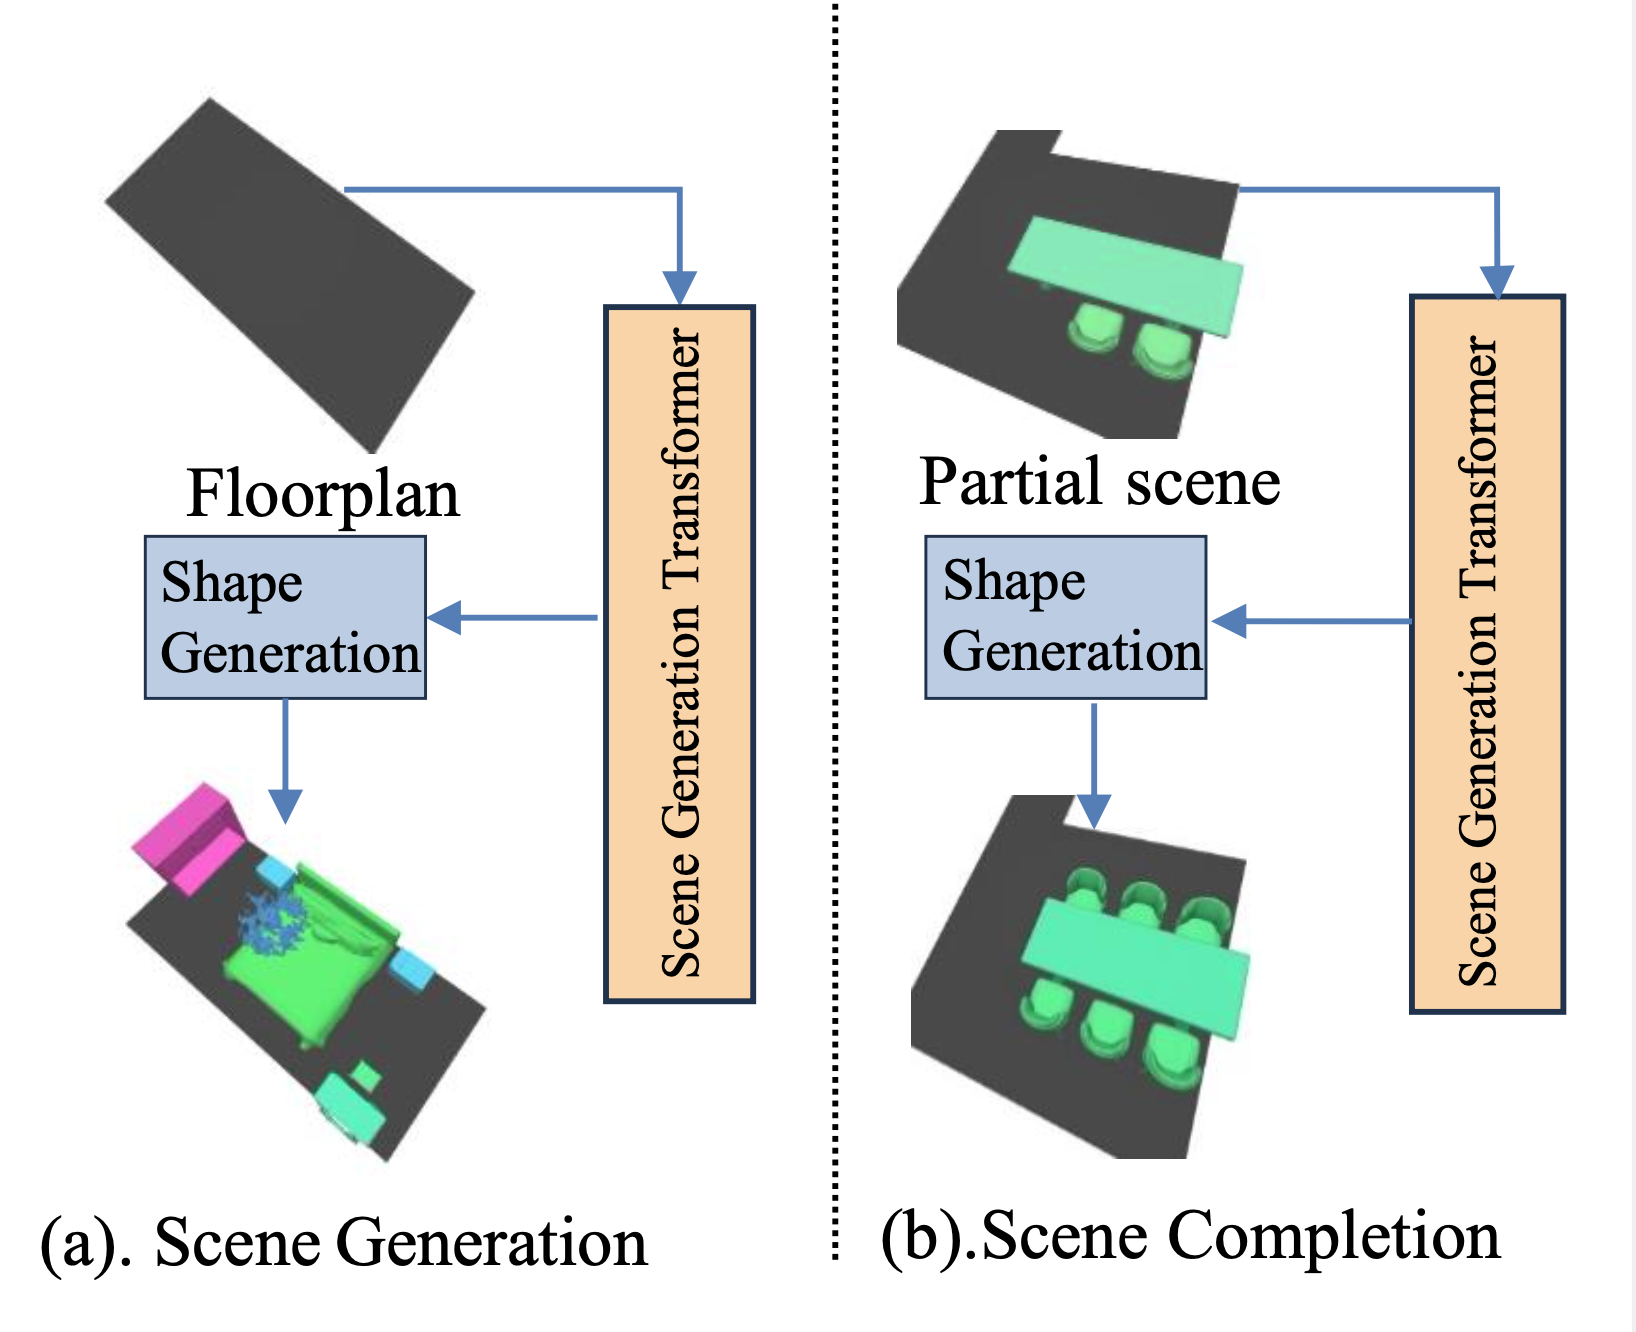 Floorplan
Shape
Generation
Scene Generation Transformer
(a). Scene Generation
Partial scene
Shape
Generation
Scene Generation Transformer
(b).Scene Completion